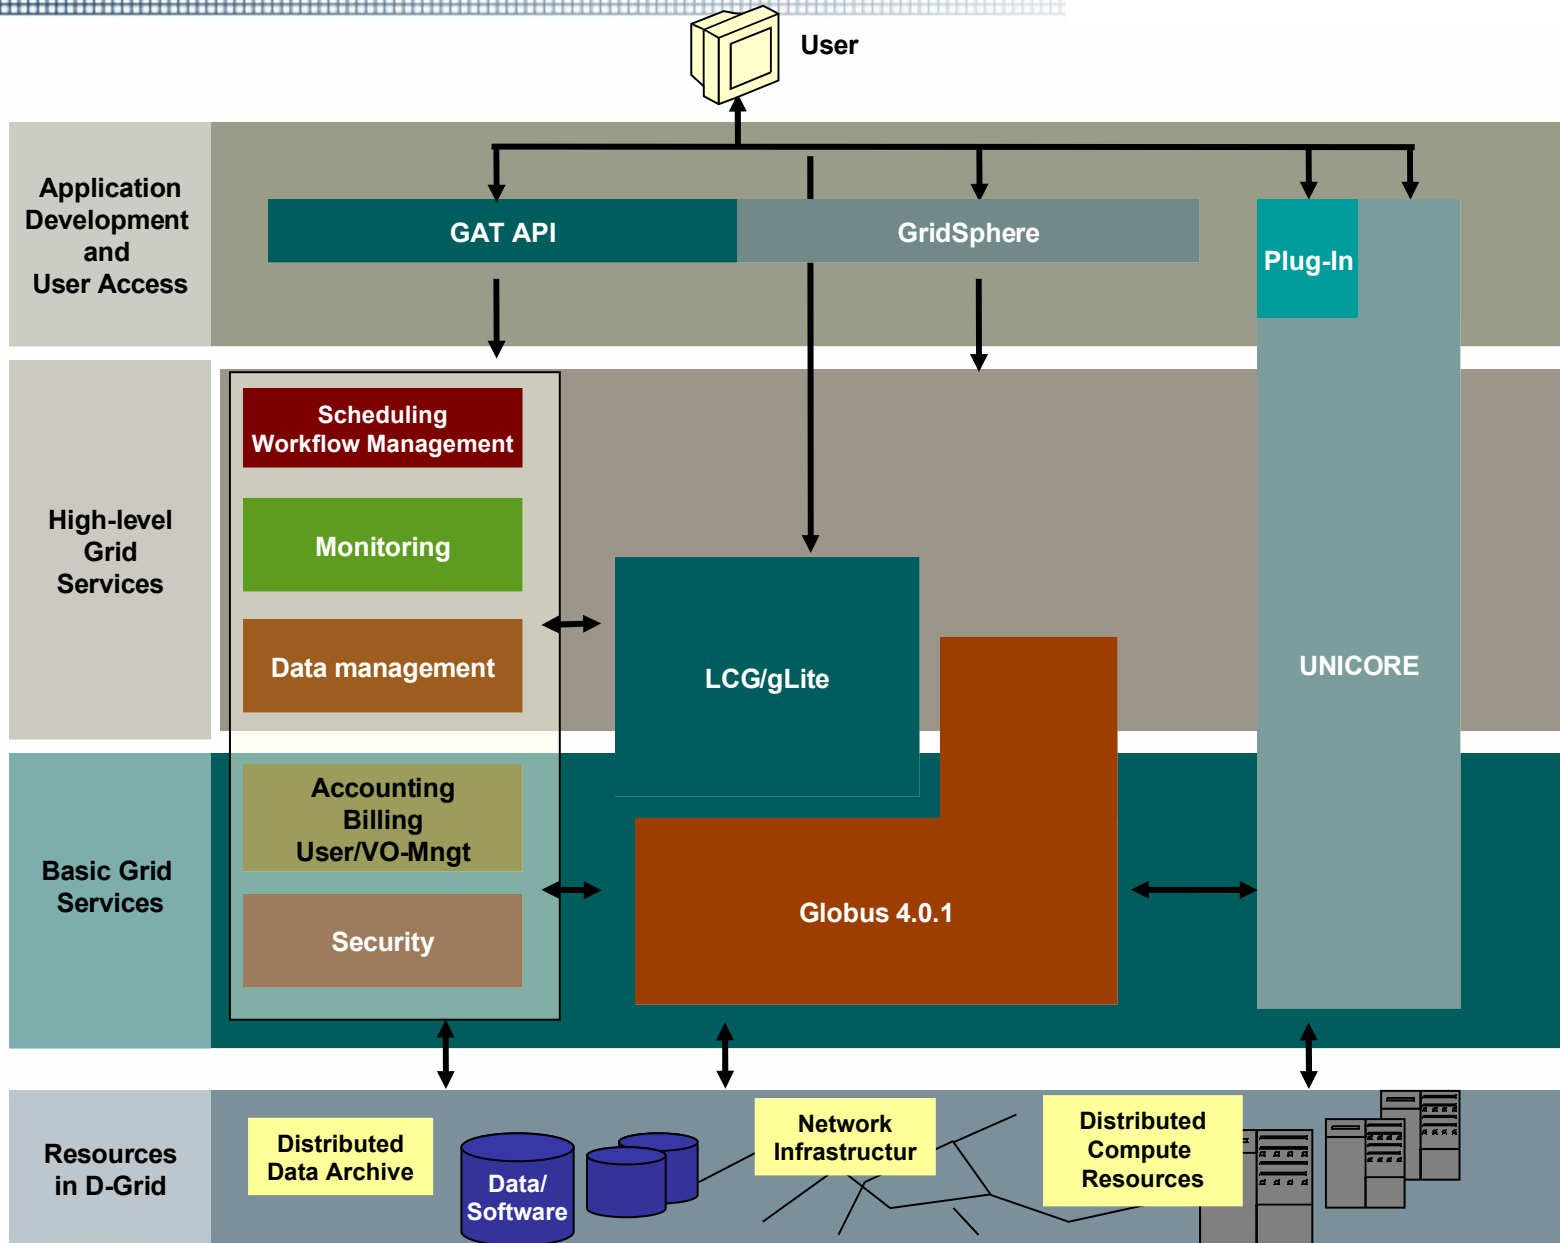 User
Application
Development
and
User Access
GAT API
GridSphere
Plug-In
High-level
Grid
Services
Scheduling
Workflow Management
Monitoring
Data management
LCG/gLite
UNICORE
Basic Grid
Services
Accounting
Billing
User/VO-Mngt
Security
Globus 4.0.1
Resources
in D-Grid
Distributed
Data Archive
Data/
Software
Network
Infrastructur
Distributed
Compute
Resources